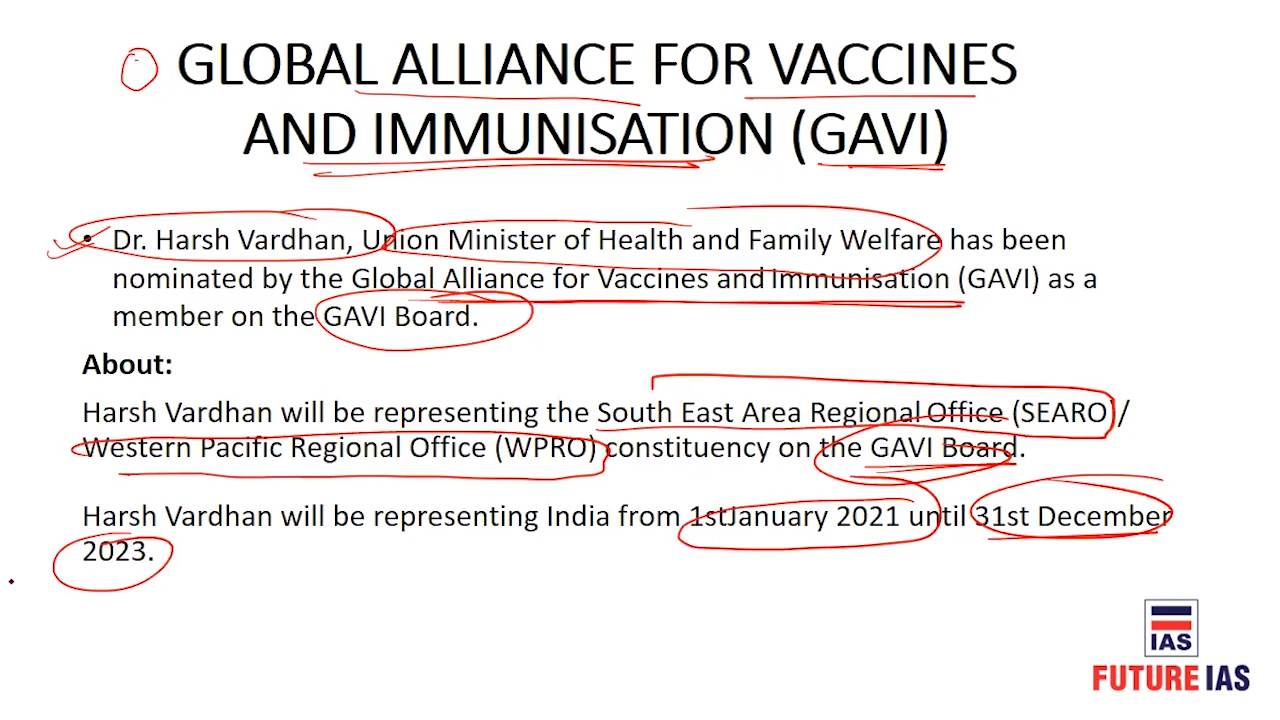 GLOBAL ALLIANCE FOR VACCINES
AND IMMUNISATION (GAVI)
• Dr. Harsh Vardhan, Union Minister of Health and Family Welfare has been
nominated by the Global Alliance for Vaccines and Immunisation (GAVI) as a
member on the GAVI Board.
About:
Harsh Vardhan will be representing the South East Area Regional Office (SEARO)/
Western Pacific Regional Office (WPRO) constituency on the GAVI Board.
Harsh Vardhan will be representing India from 1stJanuary 2021 until 31st December
2023.
IAS
FUTURE IAS